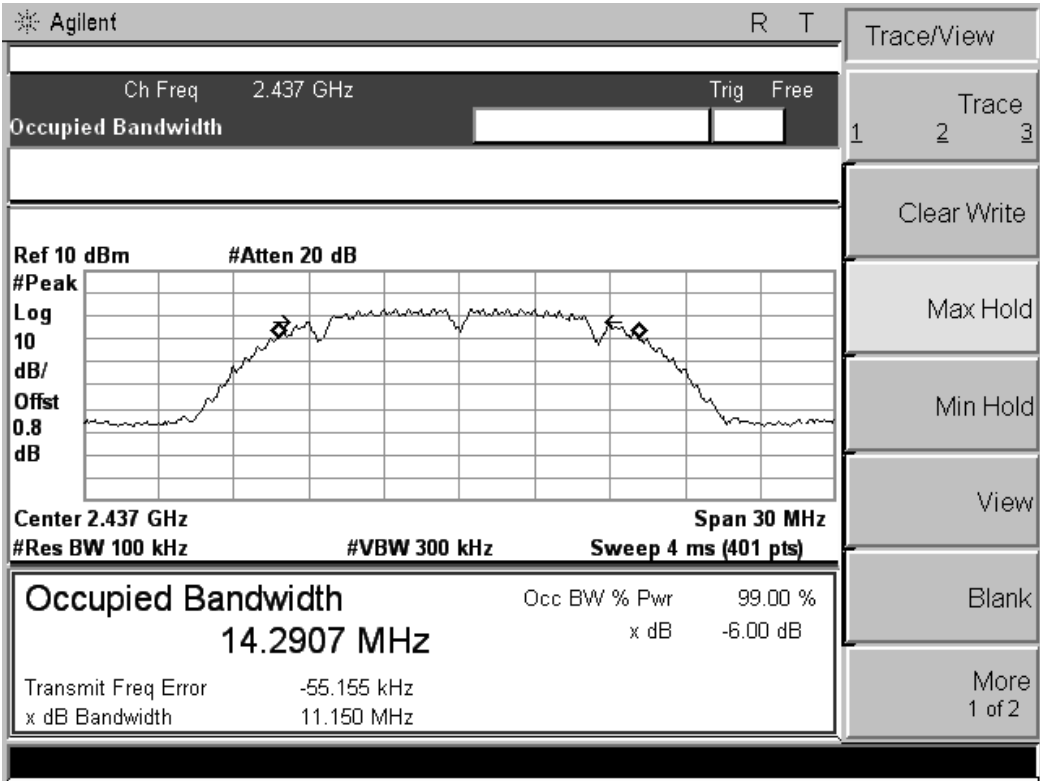 Agilent R T
Ch Freq 2.437 GHz Trig Free
Occupied Bandwidth
Ref 10 dBm #Atten 20 dB
#Peak
Log
10
dB/
Offst
0.8
dB
Center 2.437 GHz Span 30 MHz
#Res BW 100 kHz #VBW 300 kHz Sweep 4 ms (401 pts)
Occupied Bandwidth Occ BW % Pwr 99.00 %
14.2907 MHz x dB -6.00 dB
Transmit Freq Error -55.155 kHz
x dB Bandwidth 11.150 MHz
Trace/View
Trace
1 2 3
Clear Write
Max Hold
Min Hold
View
Blank
More
1 of 2